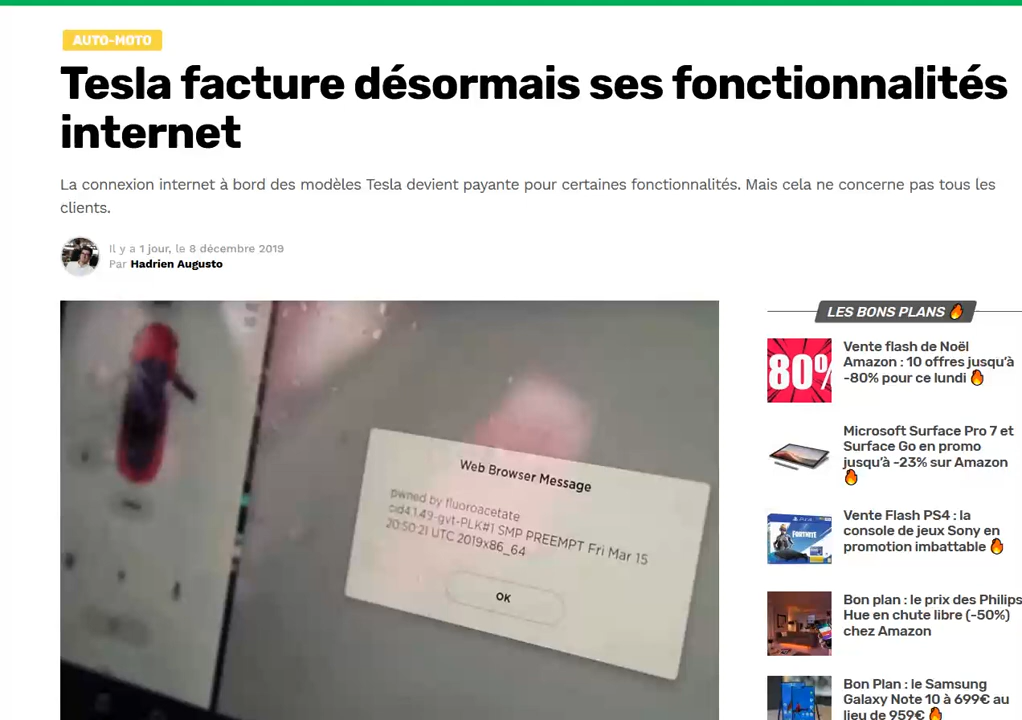 AUTO-MOTO
Tesla facture désormais ses fonctionnalités
internet
La connexion internet à bord des modèles Tesla devient payante pour certaines fonctionnalités. Mais cela ne concerne pas tous les
clients.
Il y a 1 jour, le 8 décembre 2019
Par Hadrien Augusto
Web Browser Message
pwned by fluoroacetate
cid4.1.49-gvt-PLK#1 SMP PREEMPT Fri Mar 15
20:50:21 UTC 2019x86_64
OK
LES BONS PLANS 🔥
80%
Vente flash de Noël
Amazon : 10 offres jusqu’à
-80% pour ce lundi 🔥
Microsoft Surface Pro 7 et
Surface Go en promo
jusqu’à -23% sur Amazon
🔥
FORTNITE
Vente Flash PS4 : la
console de jeux Sony en
promotion imbattable 🔥
Bon plan : le prix des Philips
Hue en chute libre (-50%)
chez Amazon
Bon Plan : le Samsung
Galaxy Note 10 à 699€ au
lieu de 959€ 🔥